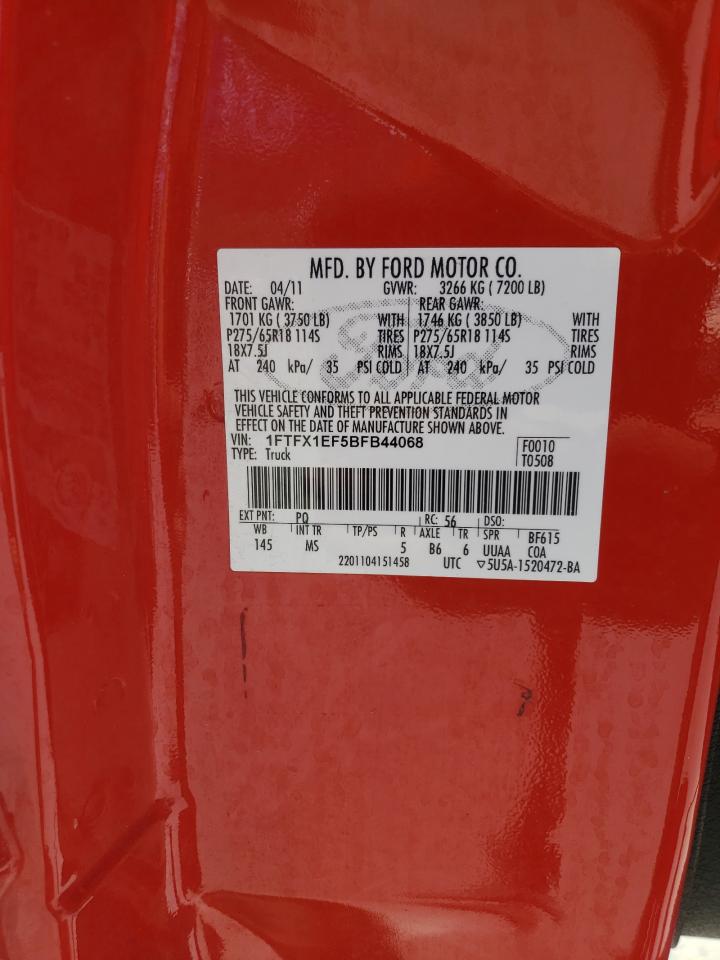 MFD. BY FORD MOTOR CO.
DATE: 04/11 GVWR: 3266 KG ( 7200 LB)
FRONT GAWR: REAR GAWR:
1701 KG ( 3750 LB) WITH 1746 KG ( 3850 LB) WITH
P275/65R18 114S TIRES P275/65R18 114S TIRES
18X7.5J RIMS 18X7.5J RIMS
AT 240 kPa/ 35 PSI COLD AT 240 kPa/ 35 PSI COLD
THIS VEHICLE CONFORMS TO ALL APPLICABLE FEDERAL MOTOR
VEHICLE SAFETY AND THEFT PREVENTION STANDARDS IN
EFFECT ON THE DATE OF MANUFACTURE SHOWN ABOVE.
VIN: 1FTFX1EF5BFB44068 F0010
TYPE: Truck T0508
EXT PNT: PQ RC: 56 DSO:
WB INT TR TP/PS R AXLE TR SPR BF615
145 MS 5 B6 6 UUAA COA
2201104151458 UTC ▽5U5A-1520472-BA
Ford